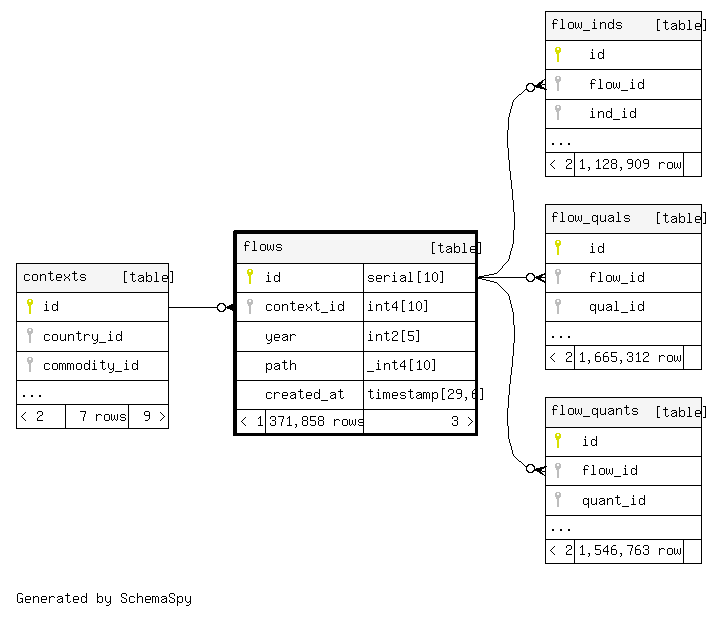 flow_inds [table]
id
flow_id
ind_id
...
< 2 1,128,909 row
flow_quals [table]
id
flow_id
qual_id
...
< 2 1,665,312 row
flows [table]
id serial[10]
context_id int4[10]
year int2[5]
path _int4[10]
created_at timestamp[29,6]
< 1 371,858 rows 3 >
contexts [table]
id
country_id
commodity_id
...
< 2 7 rows 9 >
flow_quants [table]
id
flow_id
quant_id
...
< 2 1,546,763 row
Generated by SchemaSpy